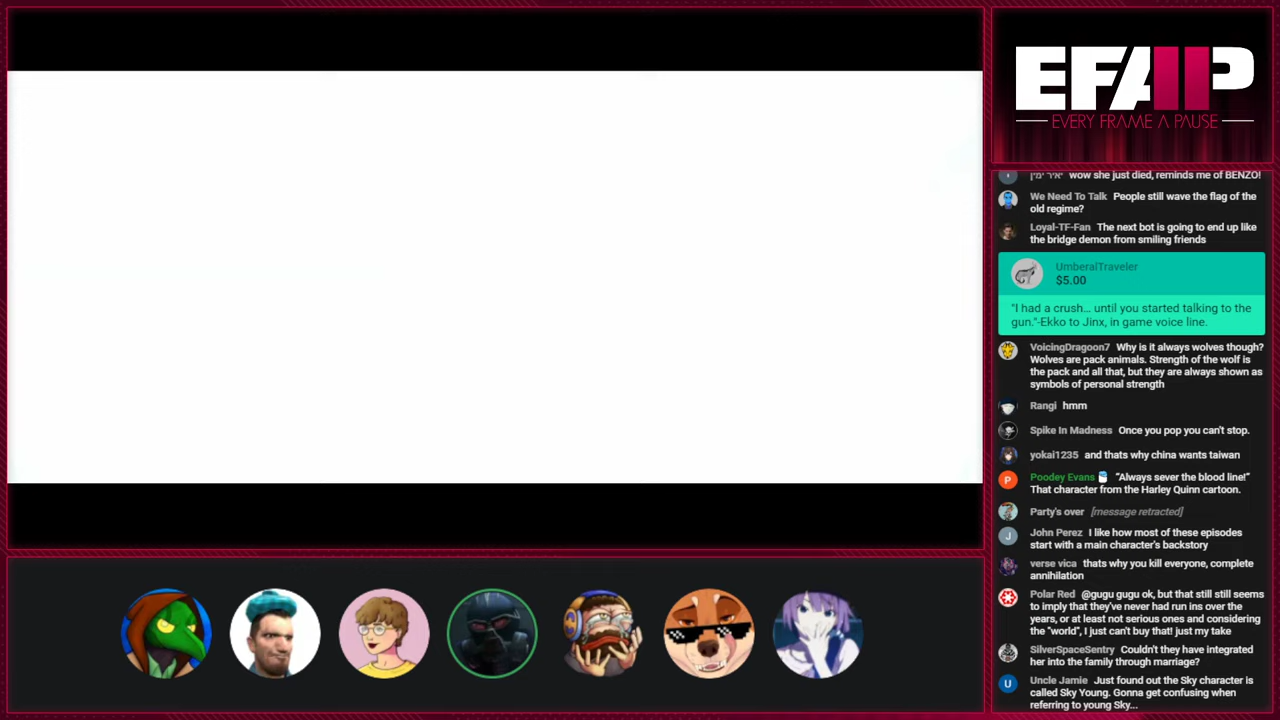 EFAP
EVERY FRAME A PAUSE
יאיר ימין wow she just died, reminds me of BENZO!
We Need To Talk People still wave the flag of the
old regime?
Loyal-TF-Fan The next bot is going to end up like
the bridge demon from smiling friends
UmberalTraveler
$5.00
"I had a crush... until you started talking to the
gun."-Ekko to Jinx, in game voice line.
VoicingDragoon7 Why is it always wolves though?
Wolves are pack animals. Strength of the wolf is
the pack and all that, but they are always shown as
symbols of personal strength
Rangi hmm
Spike In Madness Once you pop you can't stop.
yokai1235 and thats why china wants taiwan
P
Poodey Evans "Always sever the blood line!"
That character from the Harley Quinn cartoon.
Party's over [message retracted]
J
John Perez I like how most of these episodes
start with a main character's backstory
verse vica thats why you kill everyone, complete
annihilation
Polar Red @gugu gugu ok, but that still still seems
to imply that they've never had run ins over the
years, or at least not serious ones and considering
the "world", I just can't buy that! just my take
SilverSpaceSentry Couldn't they have integrated
her into the family through marriage?
U
Uncle Jamie Just found out the Sky character is
called Sky Young. Gonna get confusing when
referring to young Sky...